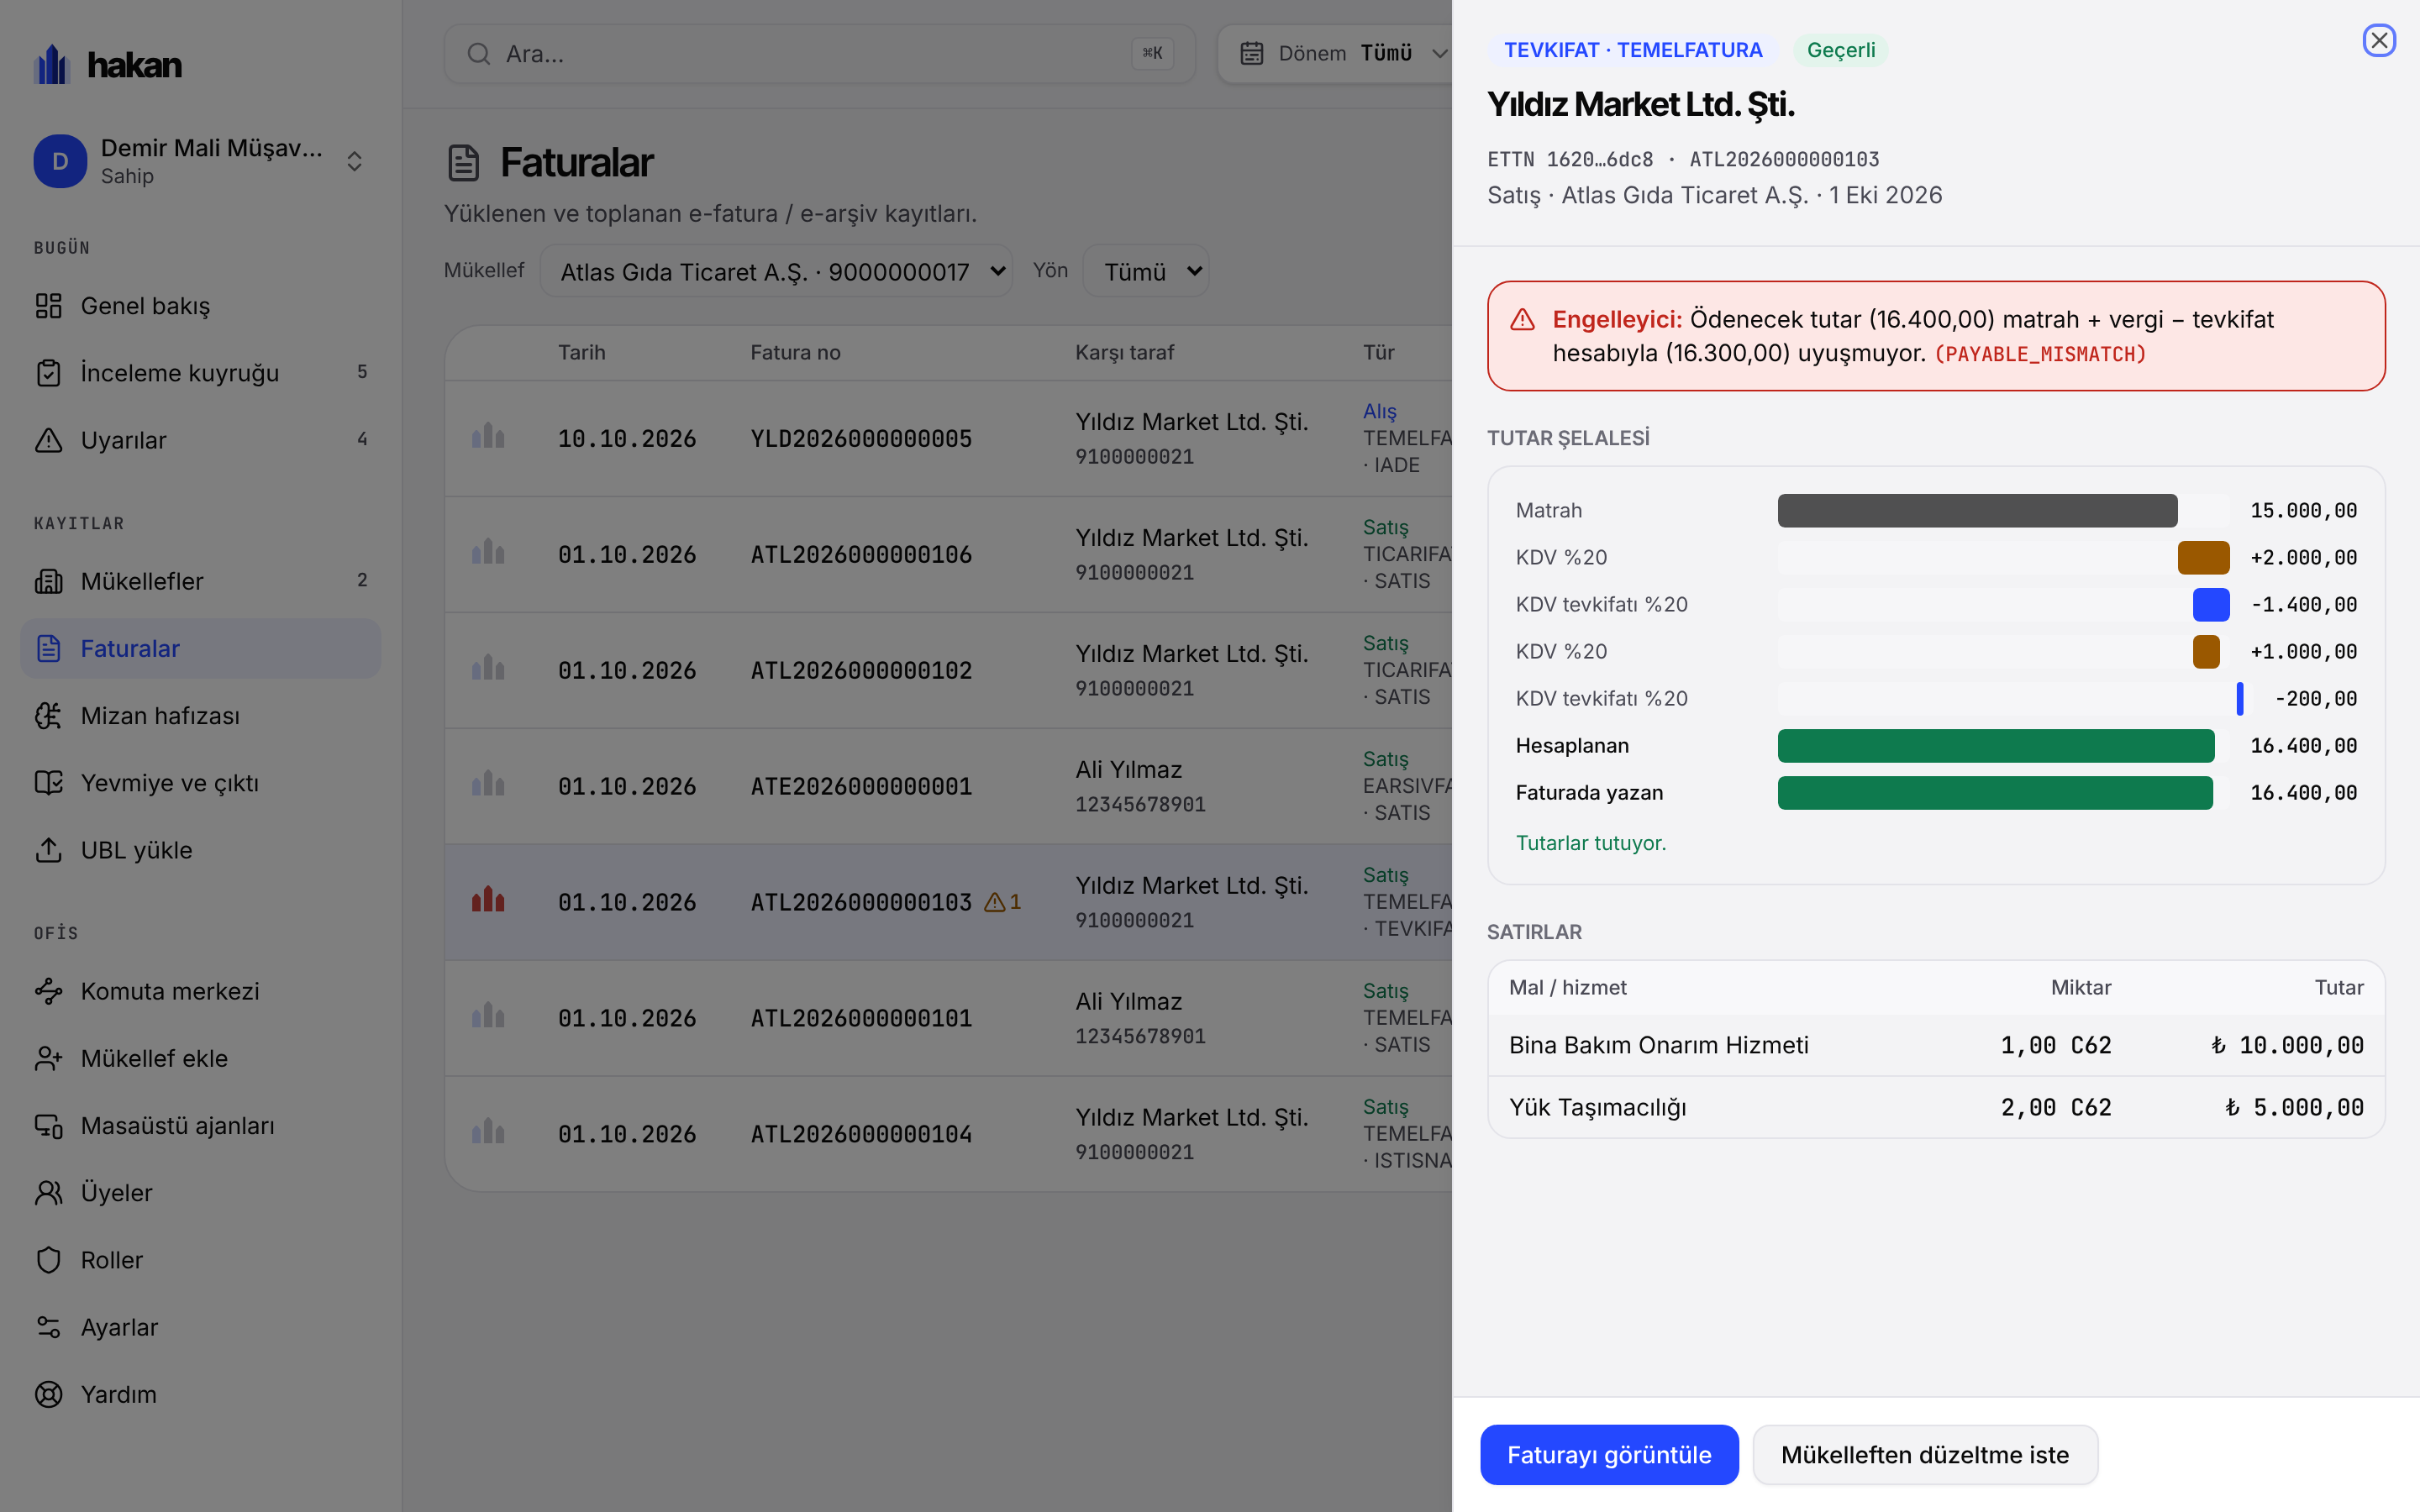 hakan
D
Demir Mali Müşav...
Sahip
BUGÜN
Genel bakış
İnceleme kuyruğu 5
Uyarılar 4
KAYITLAR
Mükellefler 2
Faturalar
Mizan hafızası
Yevmiye ve çıktı
UBL yükle
OFİS
Komuta merkezi
Mükellef ekle
Masaüstü ajanları
Üyeler
Roller
Ayarlar
Yardım
Ara... ⌘K
Dönem Tümü
Faturalar
Yüklenen ve toplanan e-fatura / e-arşiv kayıtları.
Mükellef Atlas Gıda Ticaret A.Ş. · 9000000017 Yön Tümü
Tarih Fatura no Karşı taraf Tür
10.10.2026 YLD2026000000005 Yıldız Market Ltd. Şti. 9100000021 Alış TEMELFA · IADE
01.10.2026 ATL2026000000106 Yıldız Market Ltd. Şti. 9100000021 Satış TICARIFA · SATIS
01.10.2026 ATL2026000000102 Yıldız Market Ltd. Şti. 9100000021 Satış TICARIFA · SATIS
01.10.2026 ATE2026000000001 Ali Yılmaz 12345678901 Satış EARSIVFA · SATIS
01.10.2026 ATL2026000000103 1 Yıldız Market Ltd. Şti. 9100000021 Satış TEMELFA · TEVKIFA
01.10.2026 ATL2026000000101 Ali Yılmaz 12345678901 Satış TEMELFA · SATIS
01.10.2026 ATL2026000000104 Yıldız Market Ltd. Şti. 9100000021 Satış TEMELFA · ISTISNA
TEVKIFAT · TEMELFATURA Geçerli
Yıldız Market Ltd. Şti.
ETTN 1620…6dc8 · ATL2026000000103
Satış · Atlas Gıda Ticaret A.Ş. · 1 Eki 2026
Engelleyici: Ödenecek tutar (16.400,00) matrah + vergi − tevkifat
hesabıyla (16.300,00) uyuşmuyor. (PAYABLE_MISMATCH)
TUTAR ŞELALESİ
Matrah 15.000,00
KDV %20 +2.000,00
KDV tevkifatı %20 -1.400,00
KDV %20 +1.000,00
KDV tevkifatı %20 -200,00
Hesaplanan 16.400,00
Faturada yazan 16.400,00
Tutarlar tutuyor.
SATIRLAR
Mal / hizmet Miktar Tutar
Bina Bakım Onarım Hizmeti 1,00 C62 ₺ 10.000,00
Yük Taşımacılığı 2,00 C62 ₺ 5.000,00
Faturayı görüntüle Mükelleften düzeltme iste